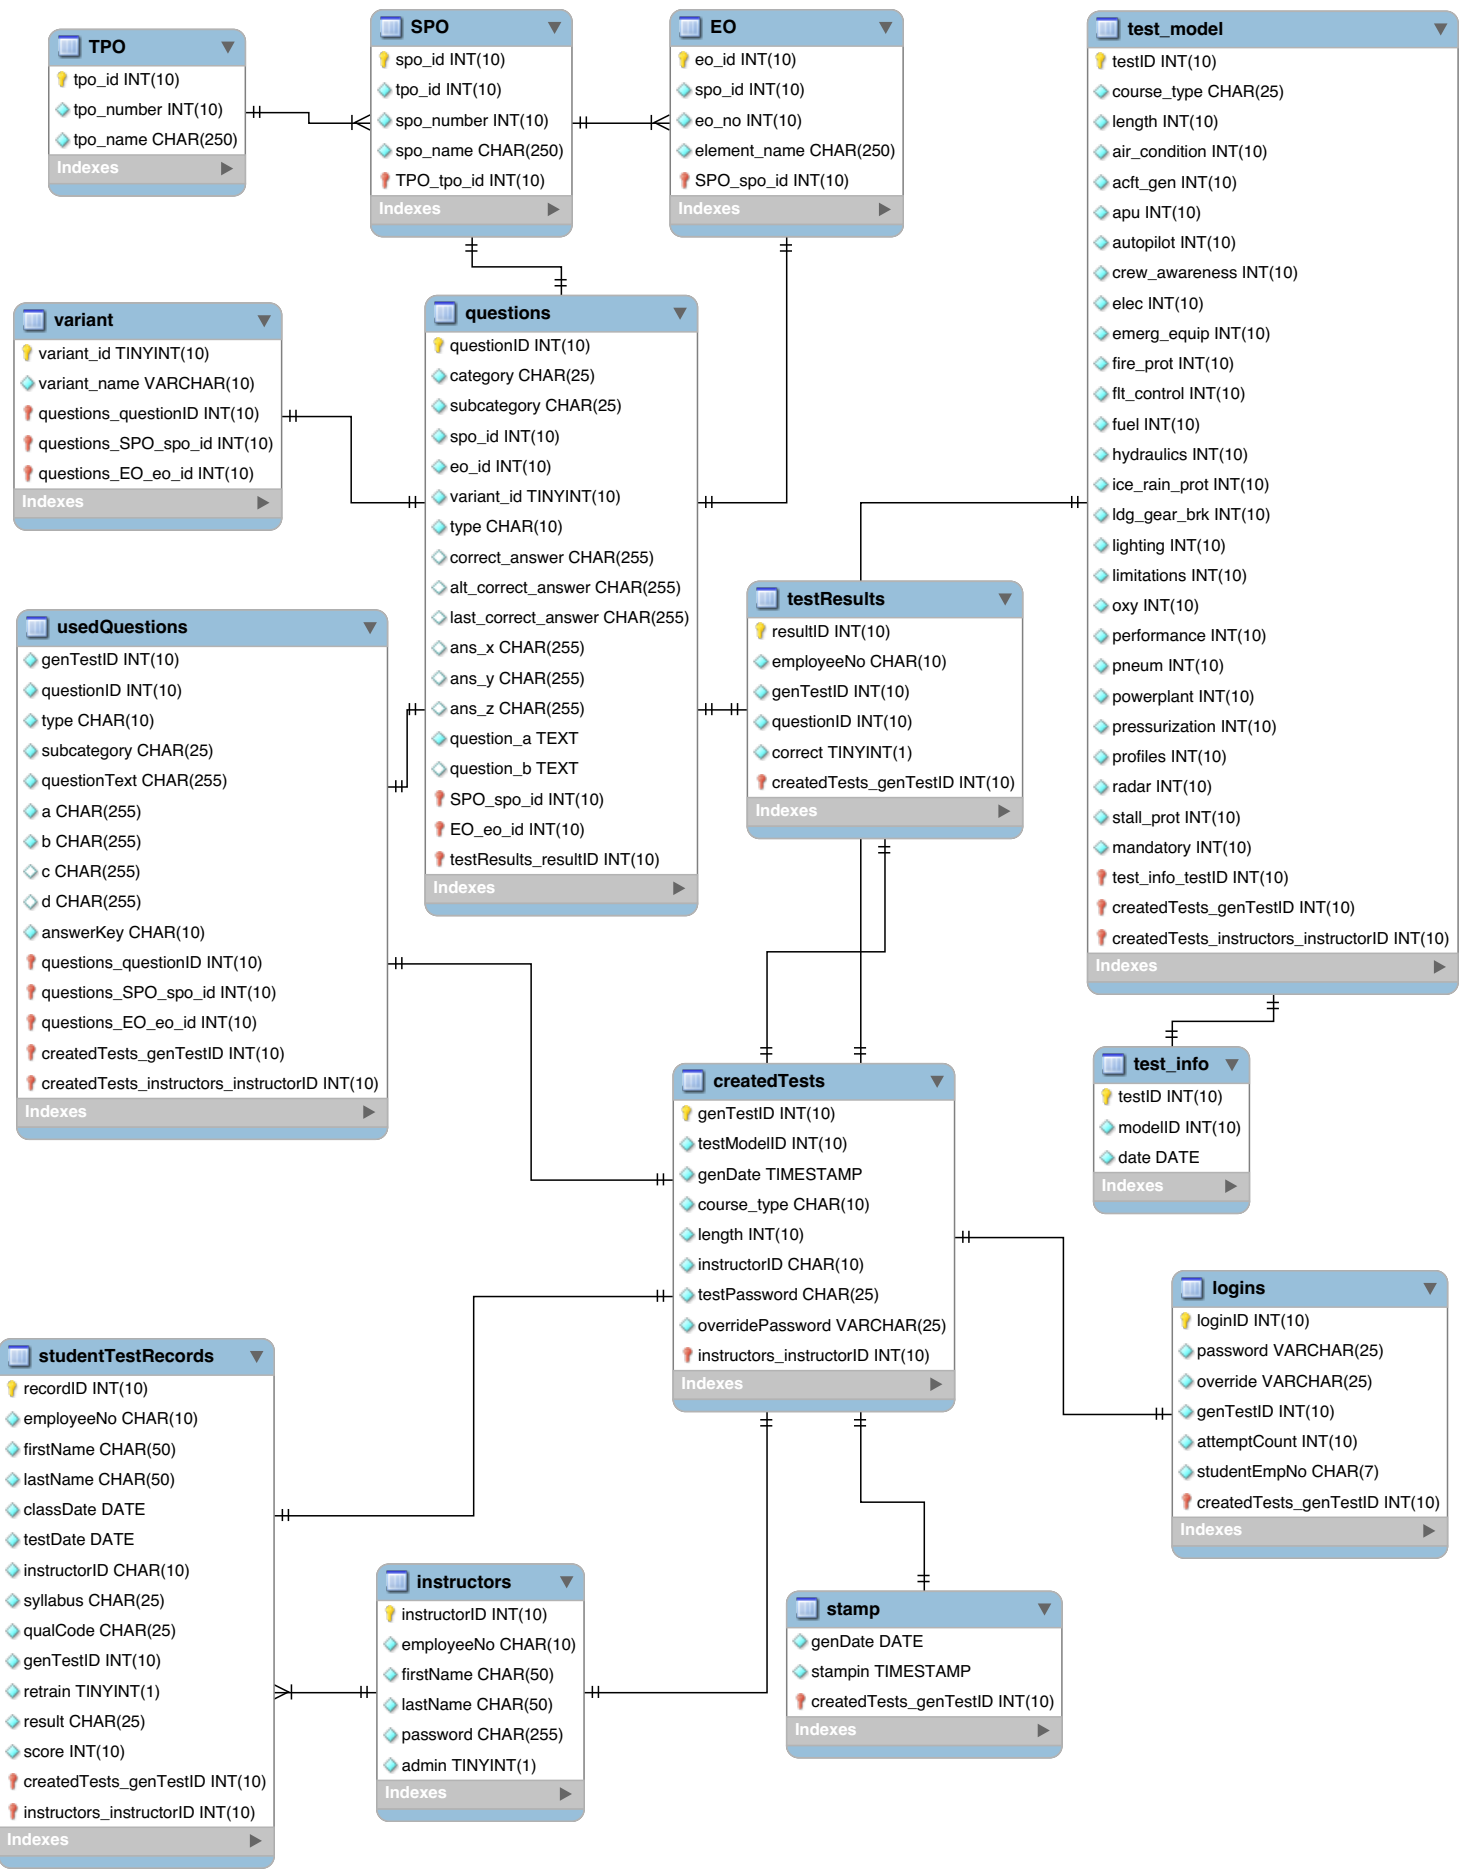 TPO
tpo_id INT(10)
tpo_number INT(10)
tpo_name CHAR(250)
Indexes
SPO
spo_id INT(10)
tpo_id INT(10)
spo_number INT(10)
spo_name CHAR(250)
TPO_tpo_id INT(10)
Indexes
EO
eo_id INT(10)
spo_id INT(10)
eo_no INT(10)
element_name CHAR(250)
SPO_spo_id INT(10)
Indexes
test_model
testID INT(10)
course_type CHAR(25)
length INT(10)
air_condition INT(10)
acft_gen INT(10)
apu INT(10)
autopilot INT(10)
crew_awareness INT(10)
elec INT(10)
emerg_equip INT(10)
fire_prot INT(10)
flt_control INT(10)
fuel INT(10)
hydraulics INT(10)
ice_rain_prot INT(10)
ldg_gear_brk INT(10)
lighting INT(10)
limitations INT(10)
oxy INT(10)
performance INT(10)
pneum INT(10)
powerplant INT(10)
pressurization INT(10)
profiles INT(10)
radar INT(10)
stall_prot INT(10)
mandatory INT(10)
test_info_testID INT(10)
createdTests_genTestID INT(10)
createdTests_instructors_instructorID INT(10)
Indexes
variant
variant_id TINYINT(10)
variant_name VARCHAR(10)
questions_questionID INT(10)
questions_SPO_spo_id INT(10)
questions_EO_eo_id INT(10)
Indexes
questions
questionID INT(10)
category CHAR(25)
subcategory CHAR(25)
spo_id INT(10)
eo_id INT(10)
variant_id TINYINT(10)
type CHAR(10)
correct_answer CHAR(255)
alt_correct_answer CHAR(255)
last_correct_answer CHAR(255)
ans_x CHAR(255)
ans_y CHAR(255)
ans_z CHAR(255)
question_a TEXT
question_b TEXT
SPO_spo_id INT(10)
EO_eo_id INT(10)
testResults_resultID INT(10)
Indexes
testResults
resultID INT(10)
employeeNo CHAR(10)
genTestID INT(10)
questionID INT(10)
correct TINYINT(1)
createdTests_genTestID INT(10)
Indexes
usedQuestions
genTestID INT(10)
questionID INT(10)
type CHAR(10)
subcategory CHAR(25)
questionText CHAR(255)
a CHAR(255)
b CHAR(255)
c CHAR(255)
d CHAR(255)
answerKey CHAR(10)
questions_questionID INT(10)
questions_SPO_spo_id INT(10)
questions_EO_eo_id INT(10)
createdTests_genTestID INT(10)
createdTests_instructors_instructorID INT(10)
Indexes
createdTests
genTestID INT(10)
testModelID INT(10)
genDate TIMESTAMP
course_type CHAR(10)
length INT(10)
instructorID CHAR(10)
testPassword CHAR(25)
overridePassword VARCHAR(25)
instructors_instructorID INT(10)
Indexes
test_info
testID INT(10)
modelID INT(10)
date DATE
Indexes
logins
loginID INT(10)
password VARCHAR(25)
override VARCHAR(25)
genTestID INT(10)
attemptCount INT(10)
studentEmpNo CHAR(7)
createdTests_genTestID INT(10)
Indexes
studentTestRecords
recordID INT(10)
employeeNo CHAR(10)
firstName CHAR(50)
lastName CHAR(50)
classDate DATE
testDate DATE
instructorID CHAR(10)
syllabus CHAR(25)
qualCode CHAR(25)
genTestID INT(10)
retrain TINYINT(1)
result CHAR(25)
score INT(10)
createdTests_genTestID INT(10)
instructors_instructorID INT(10)
Indexes
instructors
instructorID INT(10)
employeeNo CHAR(10)
firstName CHAR(50)
lastName CHAR(50)
password CHAR(255)
admin TINYINT(1)
Indexes
stamp
genDate DATE
stampin TIMESTAMP
createdTests_genTestID INT(10)
Indexes